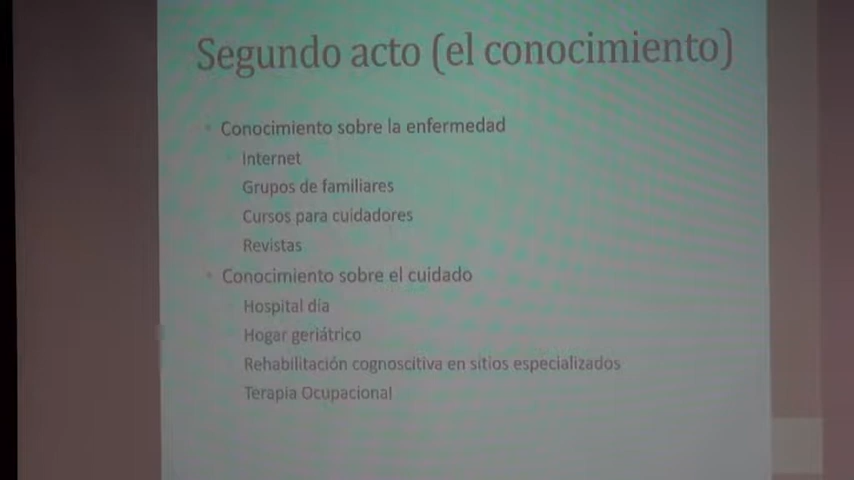 Segundo acto (el conocimiento)
Conocimiento sobre la enfermedad
Internet
Grupos de familiares
Cursos para cuidadores
Revistas
Conocimiento sobre el cuidado
Hospital día
Hogar geriátrico
Rehabilitación cognoscitiva en sitios especializados
Terapia Ocupacional